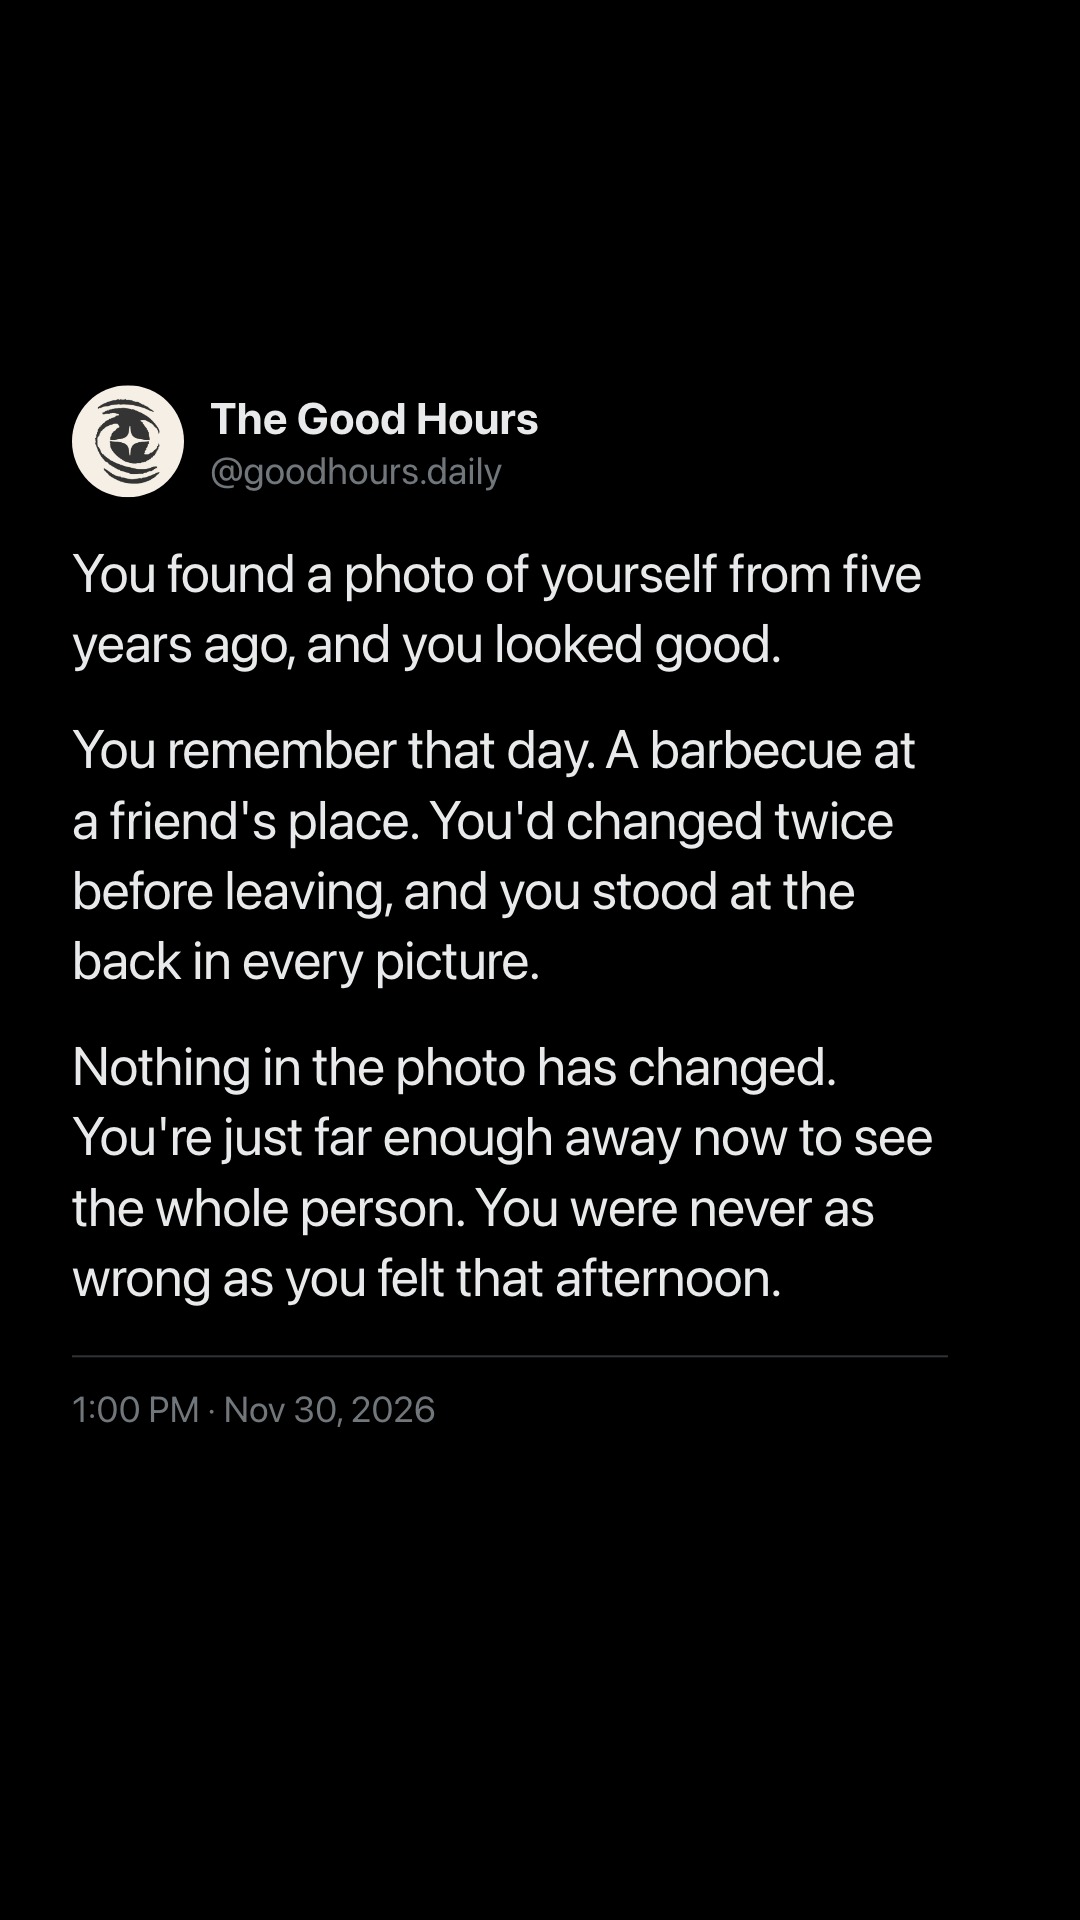 The Good Hours
@goodhours.daily
You found a photo of yourself from five
years ago, and you looked good.
You remember that day. A barbecue at
a friend's place. You'd changed twice
before leaving, and you stood at the
back in every picture.
Nothing in the photo has changed.
You're just far enough away now to see
the whole person. You were never as
wrong as you felt that afternoon.
1:00 PM · Nov 30, 2026